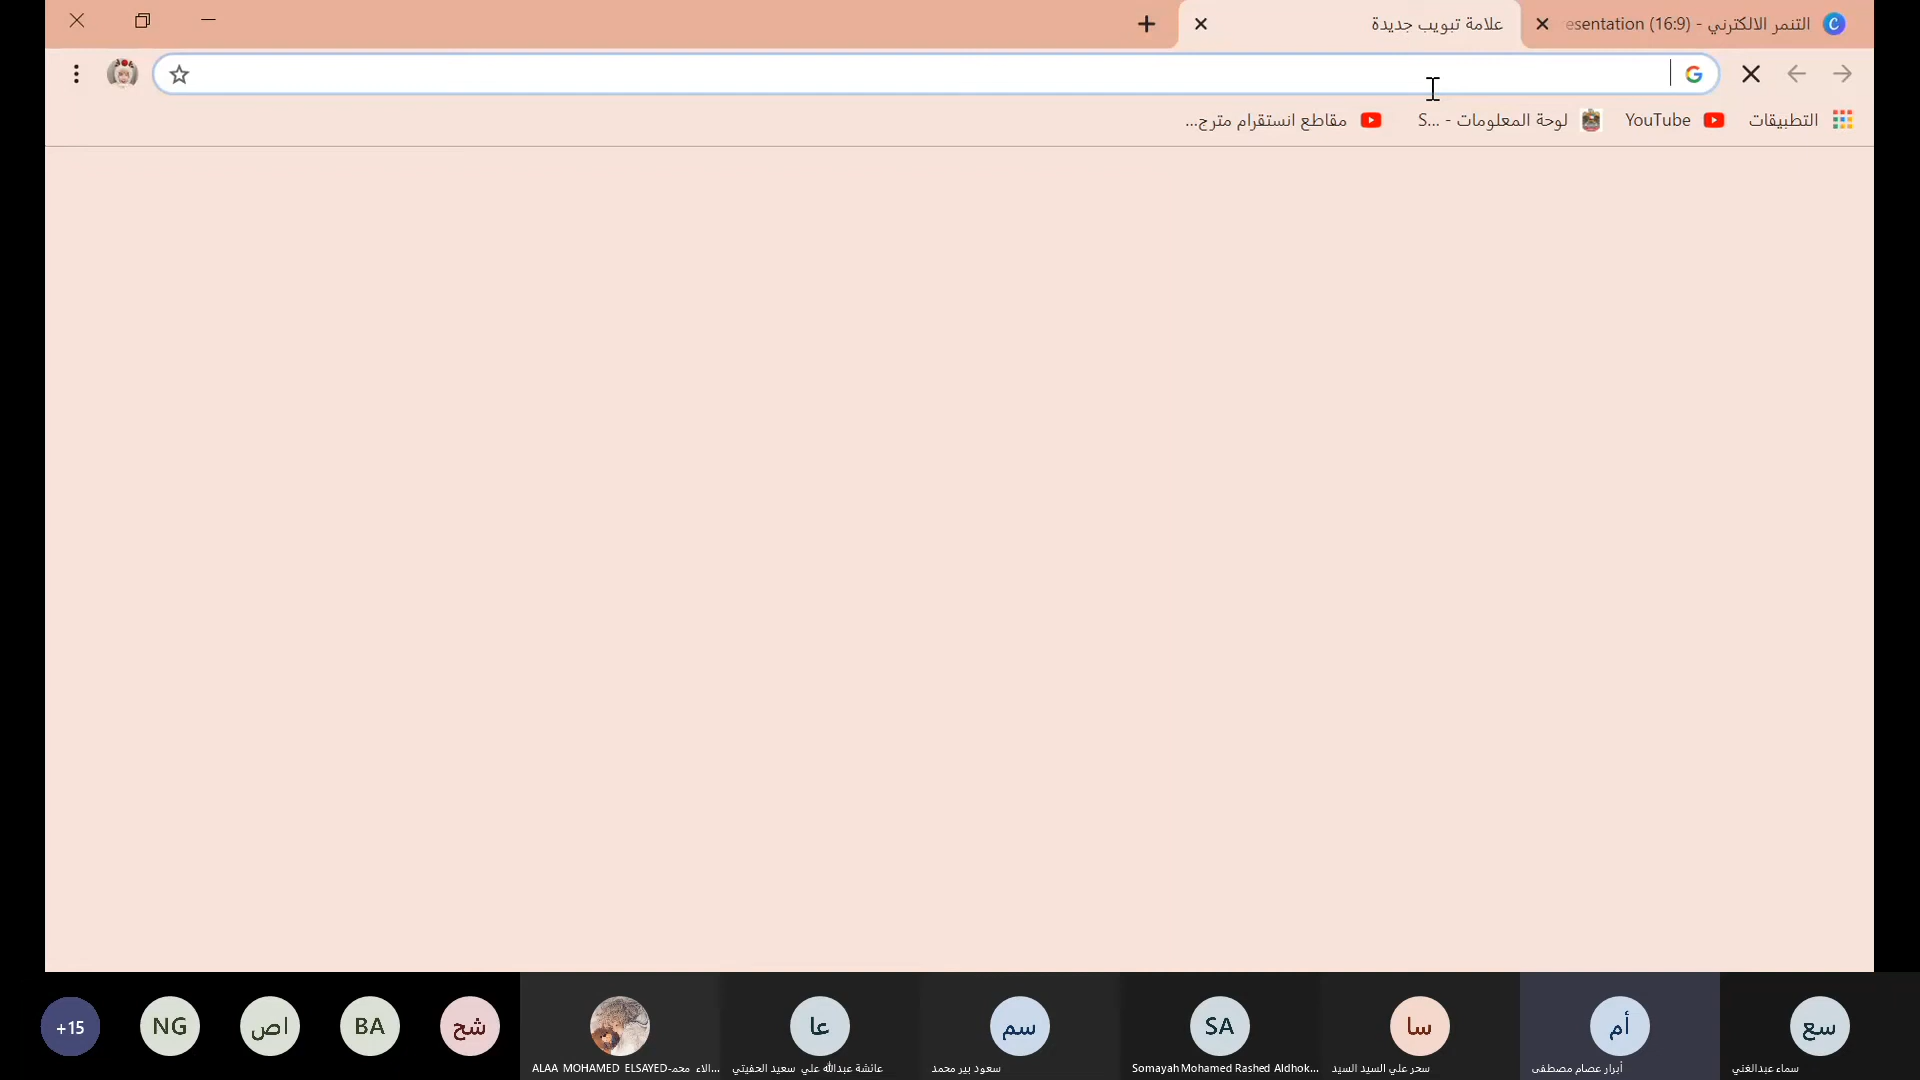 التنمر الالكترني - esentation (16:9)
علامة تبويب جديدة
التطبيقات
YouTube
لوحة المعلومات - S...
مقاطع انستقرام مترج...
+15
NG
اص
BA
شح
عا
سم
SA
سا
أم
سع
ALAA MOHAMED ELSAYED-الاء محمـ...
عائشة عبدالله علي سعيد الحفيتي
سعود بير محمد
Somayah Mohamed Rashed Aldhok...
سحر علي السيد السيد
أبرار عصام مصطفى
سماء عبدالغني